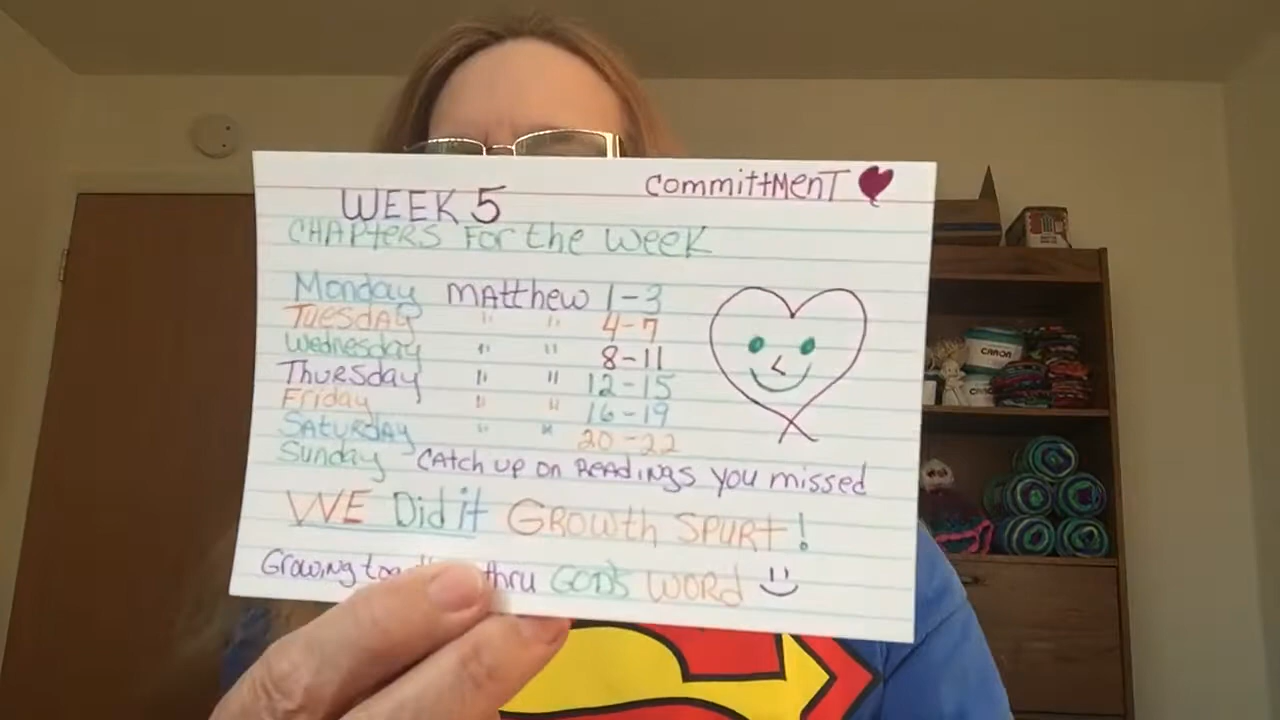 CommittMenT
WEEK 5
CHAPters For the week
Monday MAtthew 1-3
TuesdAy " " 4-7
Wednesday " " 8-11
Thursday " " 12-15
Friday " " 16-19
SATURDAY " " 20-22
Sunday CAtch up on ReAdings you missed
WE Did it Growth Spurt!
Growing thru GOD's WORD
CARON